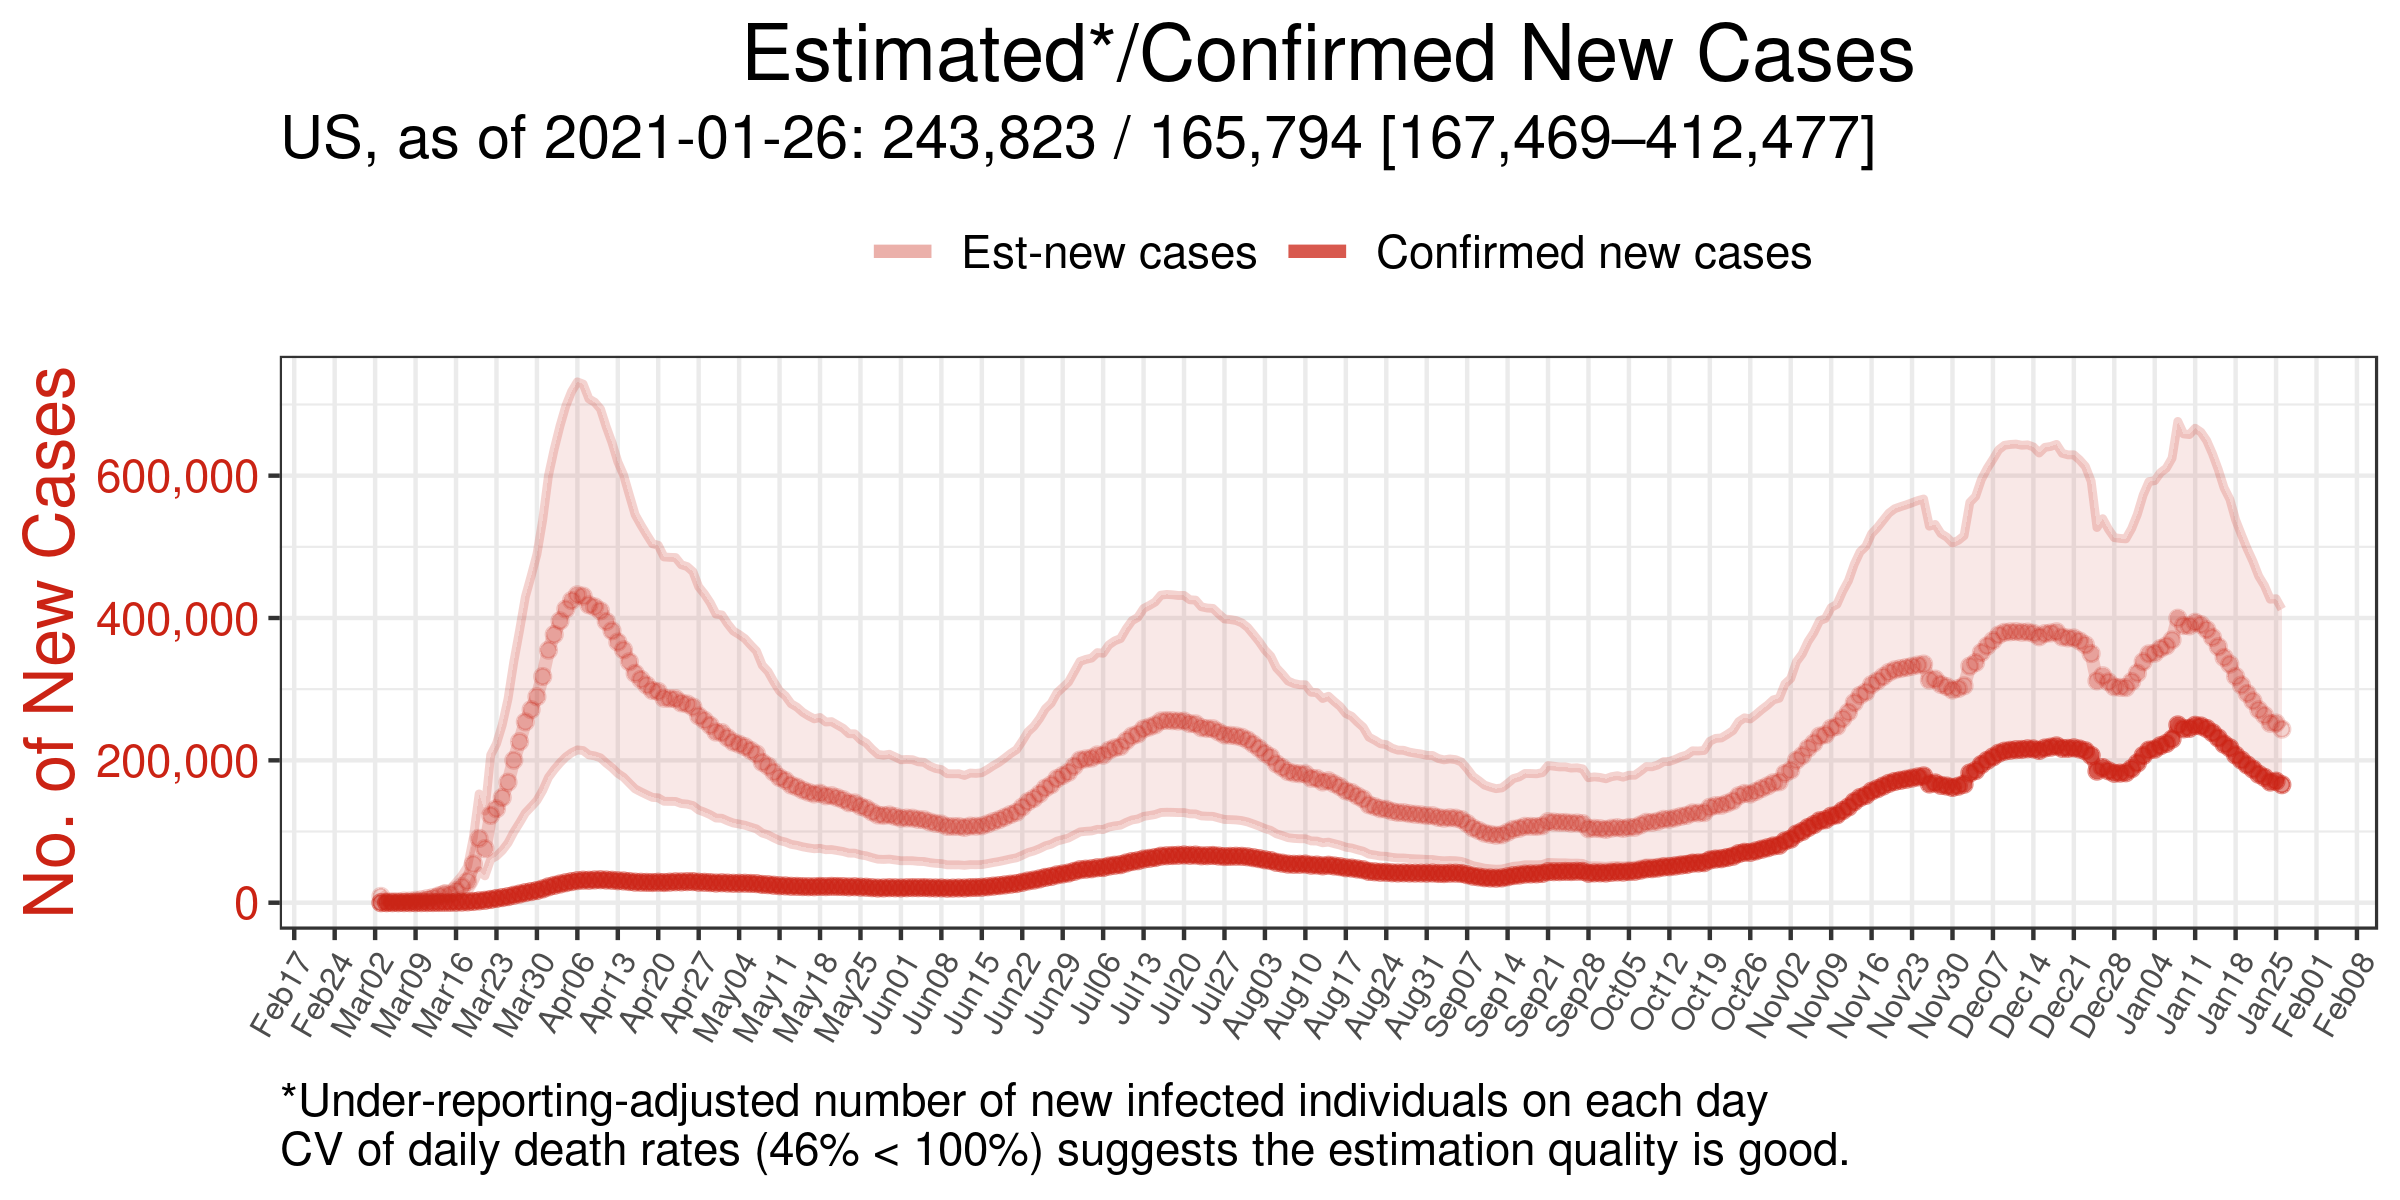 Estimated*/Confirmed New Cases
US, as of 2021-01-26: 243,823 / 165,794 [167,469–412,477]
Est-new cases Confirmed new cases
No. of New Cases
600,000
400,000
200,000
0
Feb17 Feb24 Mar02 Mar09 Mar16 Mar23 Mar30 Apr06 Apr13 Apr20 Apr27 May04 May11 May18 May25 Jun01 Jun08 Jun15 Jun22 Jun29 Jul06 Jul13 Jul20 Jul27 Aug03 Aug10 Aug17 Aug24 Aug31 Sep07 Sep14 Sep21 Sep28 Oct05 Oct12 Oct19 Oct26 Nov02 Nov09 Nov16 Nov23 Nov30 Dec07 Dec14 Dec21 Dec28 Jan04 Jan11 Jan18 Jan25 Feb01 Feb08
*Under-reporting-adjusted number of new infected individuals on each day
CV of daily death rates (46% < 100%) suggests the estimation quality is good.